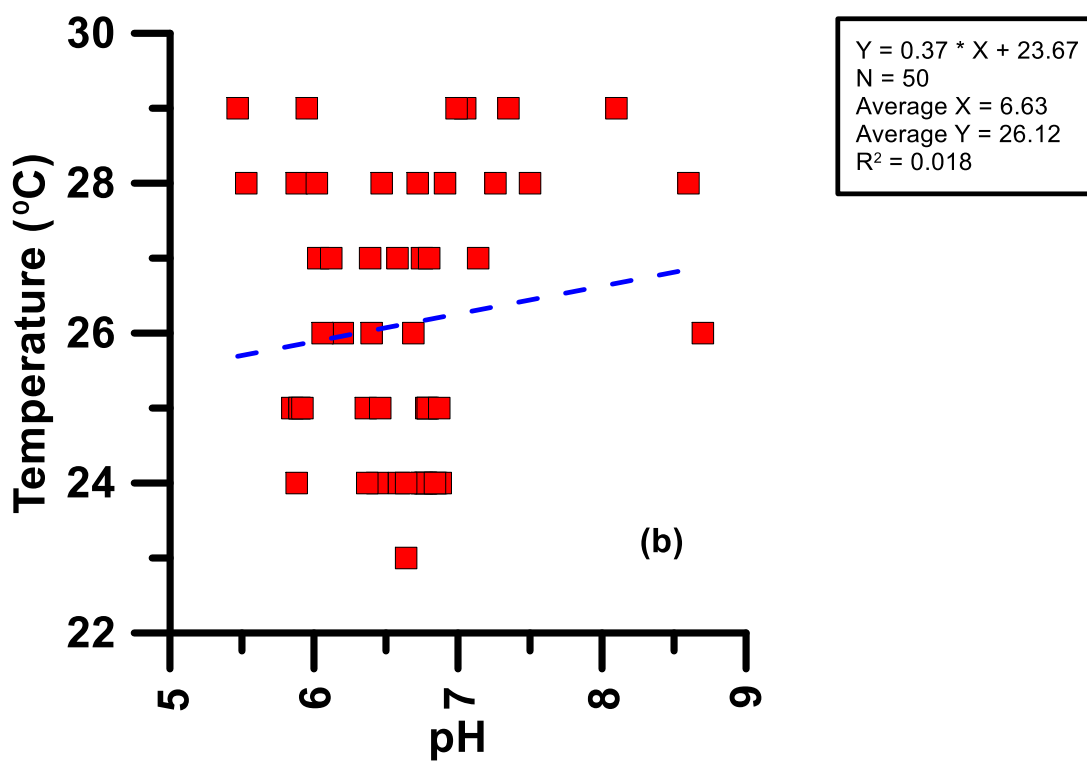 30
28
26
24
22
Temperature (ºC)
5
6
7
8
9
pH
(b)
Y = 0.37 * X + 23.67
N = 50
Average X = 6.63
Average Y = 26.12
R² = 0.018